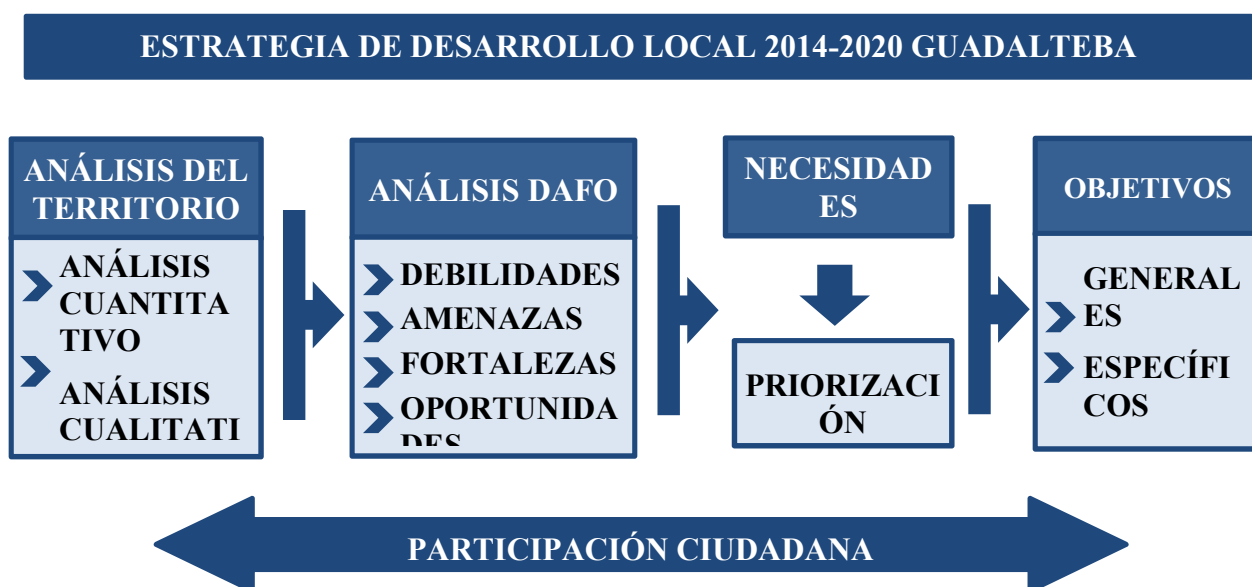 ESTRATEGIA DE DESARROLLO LOCAL 2014-2020 GUADALTEBA
ANÁLISIS DEL
TERRITORIO
ANÁLISIS
CUANTITA
TIVO
ANÁLISIS
CUALITATI
ANÁLISIS DAFO
DEBILIDADES
AMENAZAS
FORTALEZAS
OPORTUNIDA
DES
NECESIDAD
ES
PRIORIZACI
ÓN
OBJETIVOS
GENERAL
ES
ESPECÍFI
COS
PARTICIPACIÓN CIUDADANA